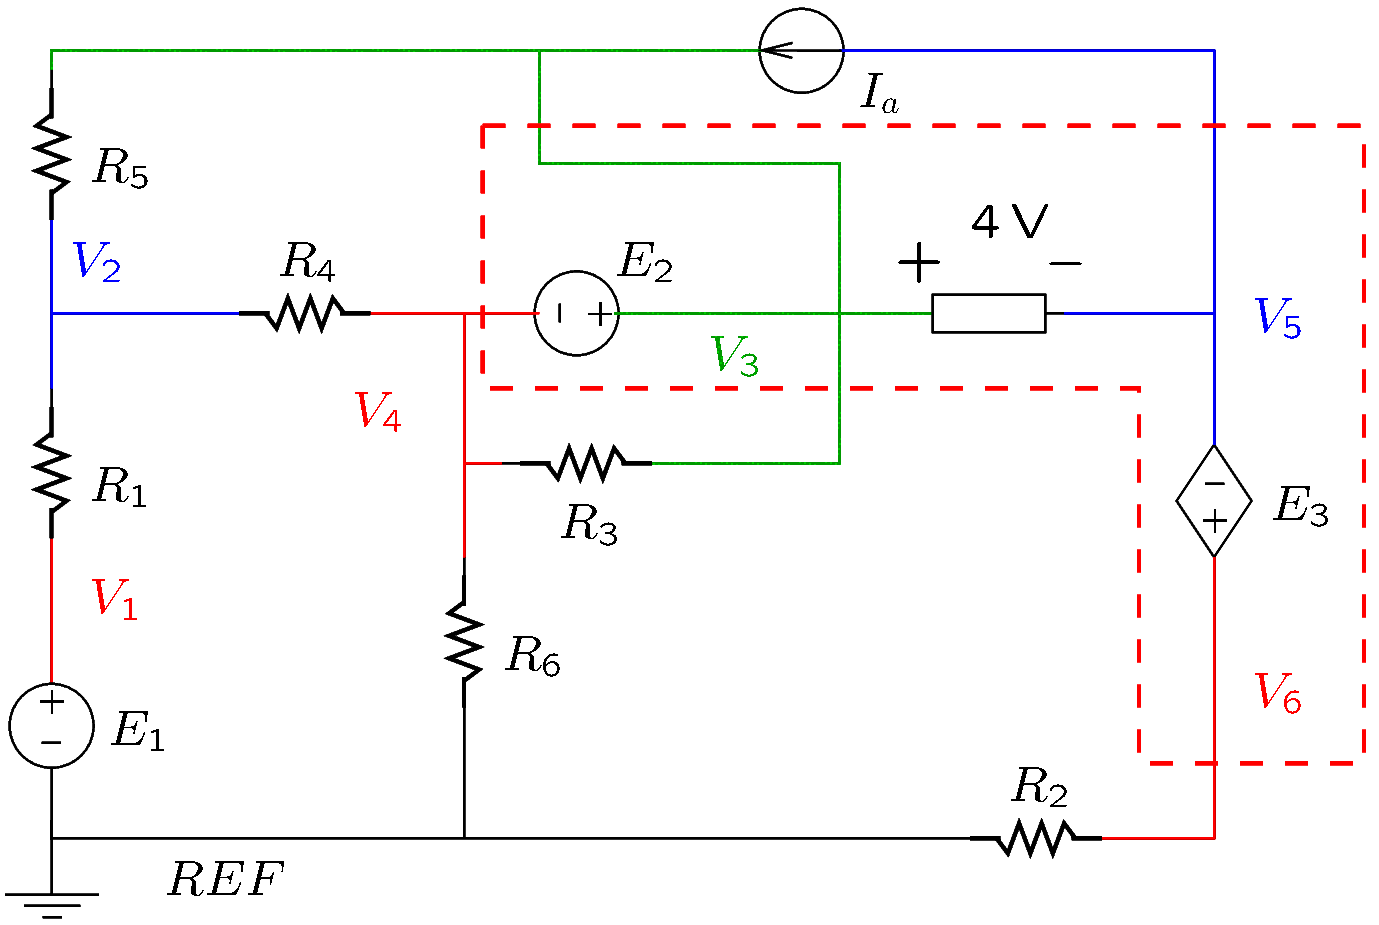 I_a
R_5
4 V
+ −
V_2
R_4
E_2
− +
V_5
V_3
V_4
R_1
R_3
−
+
E_3
V_1
R_6
V_6
+
−
E_1
R_2
REF